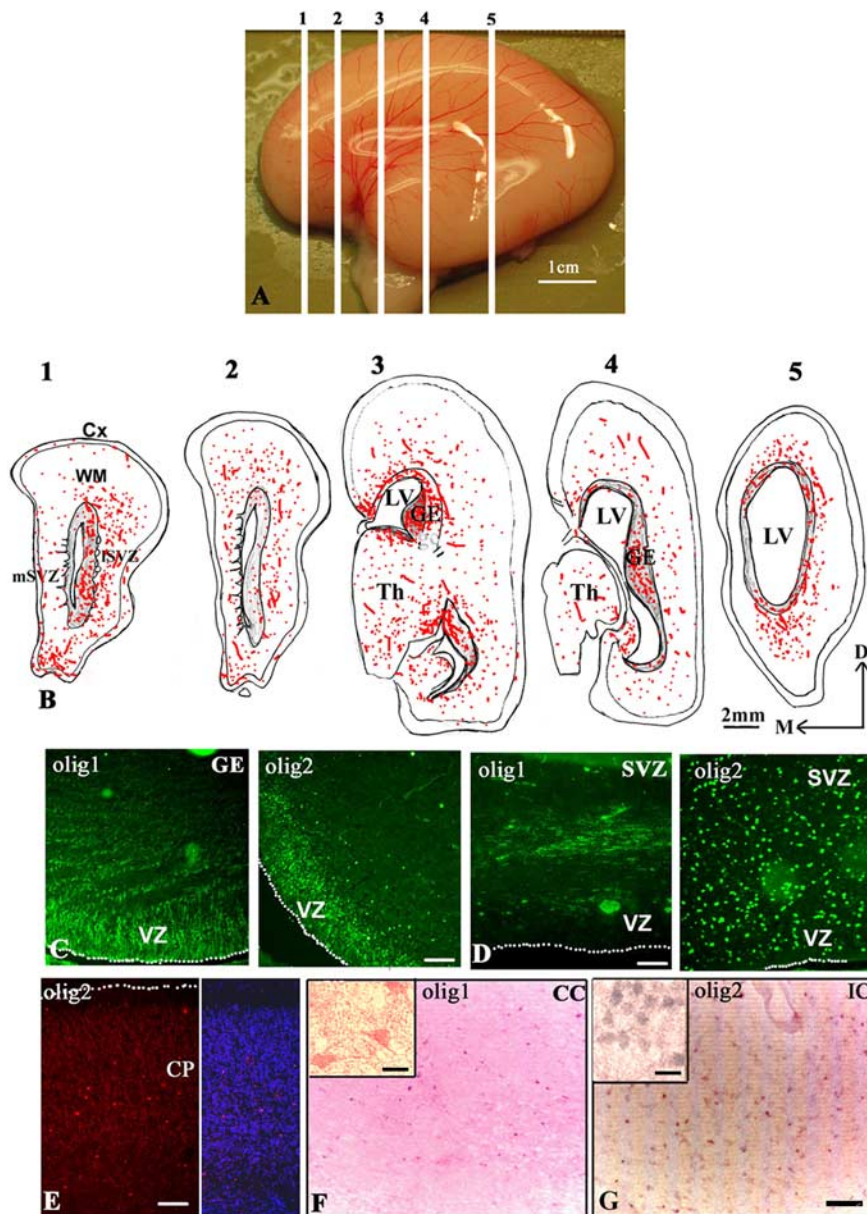 1 2 3 4 5
A
1cm
1 2 3 4 5
Cx
WM
mSVZ
lSVZ
B
LV
GE
Th
LV
GE
Th
LV
D
2mm
M
olig1 GE
VZ
C
olig2
olig1 SVZ
VZ
D
olig2 SVZ
VZ
olig2
CP
E
olig1 CC
F
olig2 IC
G